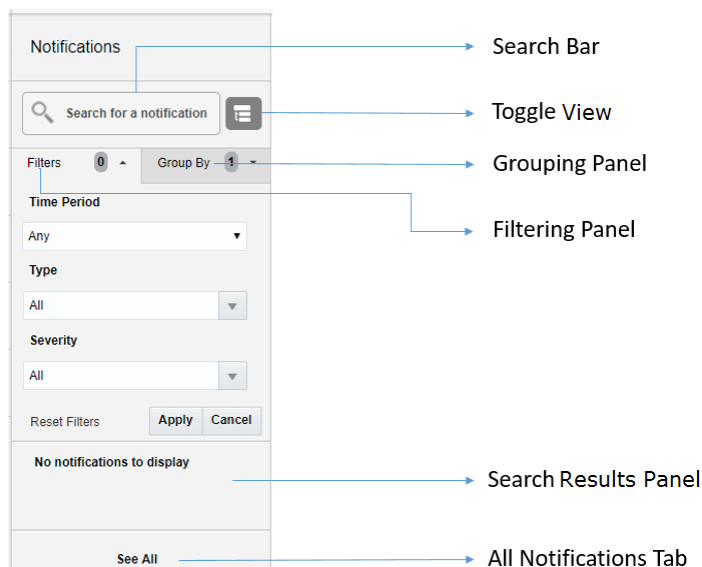 Notifications
Search Bar
Search for a notification
Toggle View
Filters 0 Group By 1
Grouping Panel
Time Period
Filtering Panel
Any
Type
All
Severity
All
Reset Filters Apply Cancel
No notifications to display
Search Results Panel
See All
All Notifications Tab